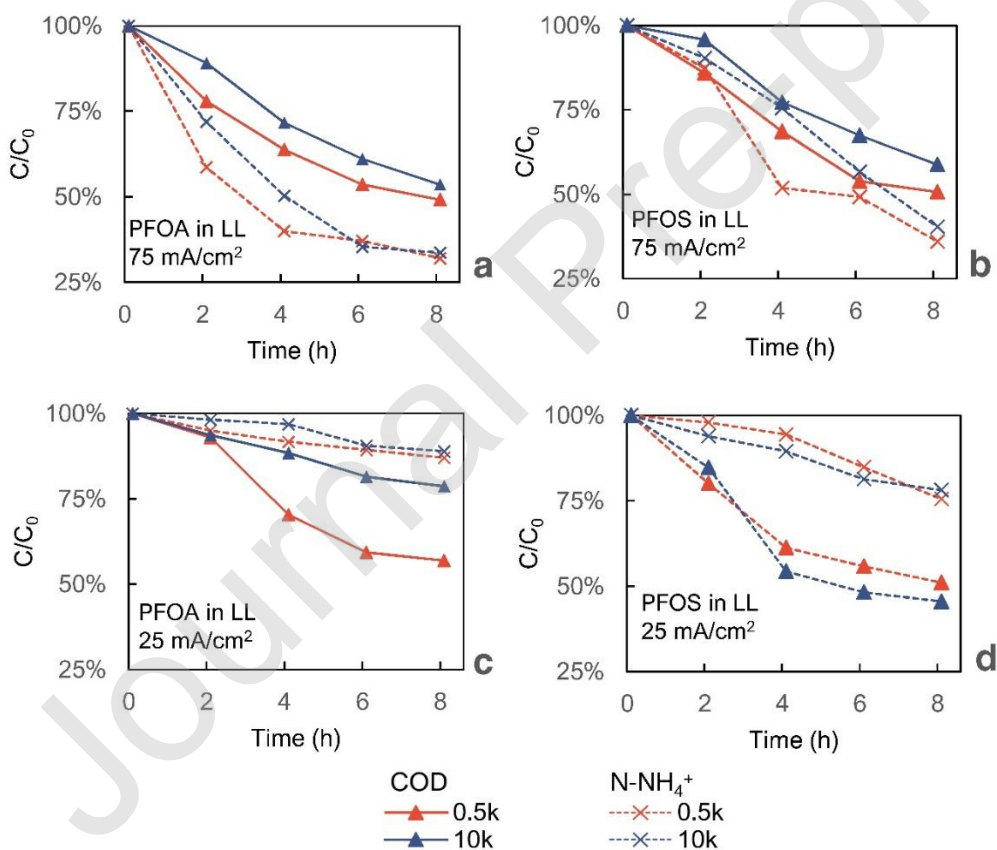 100%
75%
50%
25%
C/C₀
PFOA in LL
75 mA/cm²
a
0 2 4 6 8
Time (h)
100%
75%
50%
25%
C/C₀
PFOS in LL
75 mA/cm²
b
0 2 4 6 8
Time (h)
100%
75%
50%
25%
C/C₀
PFOA in LL
25 mA/cm²
c
0 2 4 6 8
Time (h)
100%
75%
50%
25%
C/C₀
PFOS in LL
25 mA/cm²
d
0 2 4 6 8
Time (h)
COD
0.5k
10k
N-NH₄⁺
0.5k
10k
Journal Pre-p